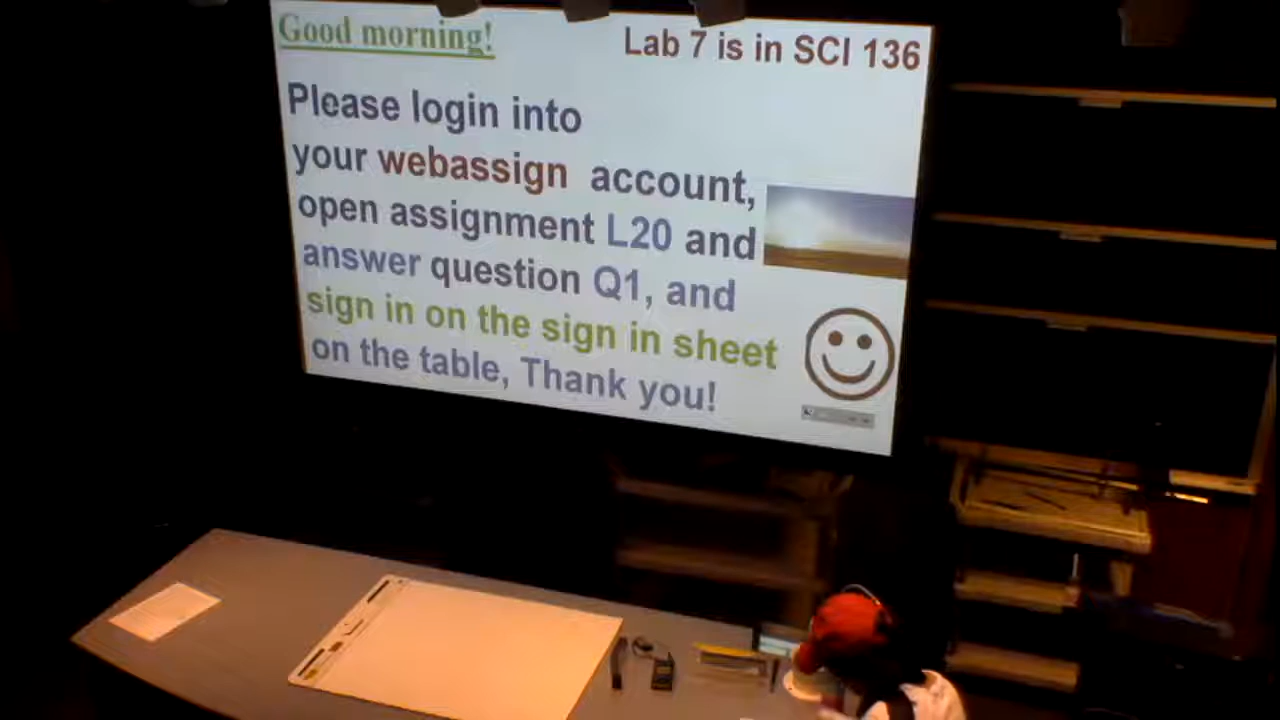 Good morning!
Lab 7 is in SCI 136
Please login into
your webassign account,
open assignment L20 and
answer question Q1, and
sign in on the sign in sheet
on the table, Thank you!